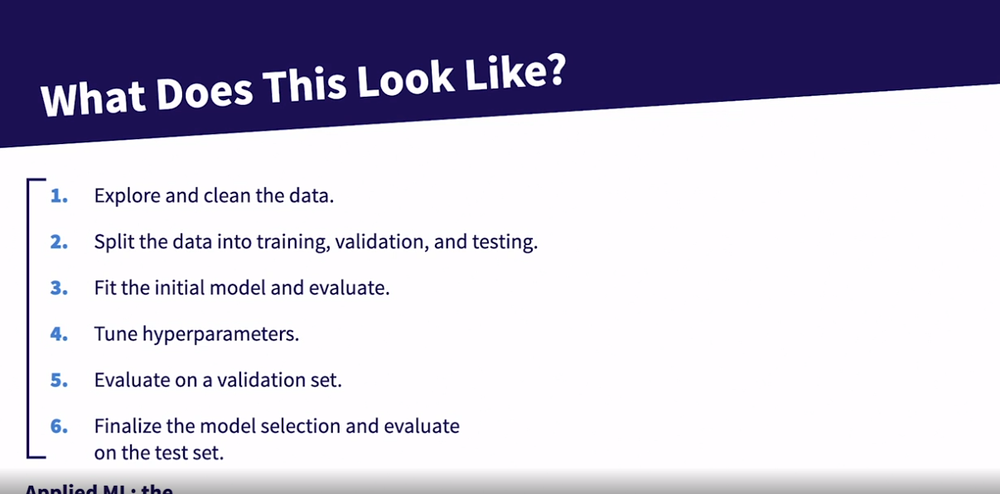 What Does This Look Like?
1. Explore and clean the data.
2. Split the data into training, validation, and testing.
3. Fit the initial model and evaluate.
4. Tune hyperparameters.
5. Evaluate on a validation set.
6. Finalize the model selection and evaluate
on the test set.
Applied ML: the